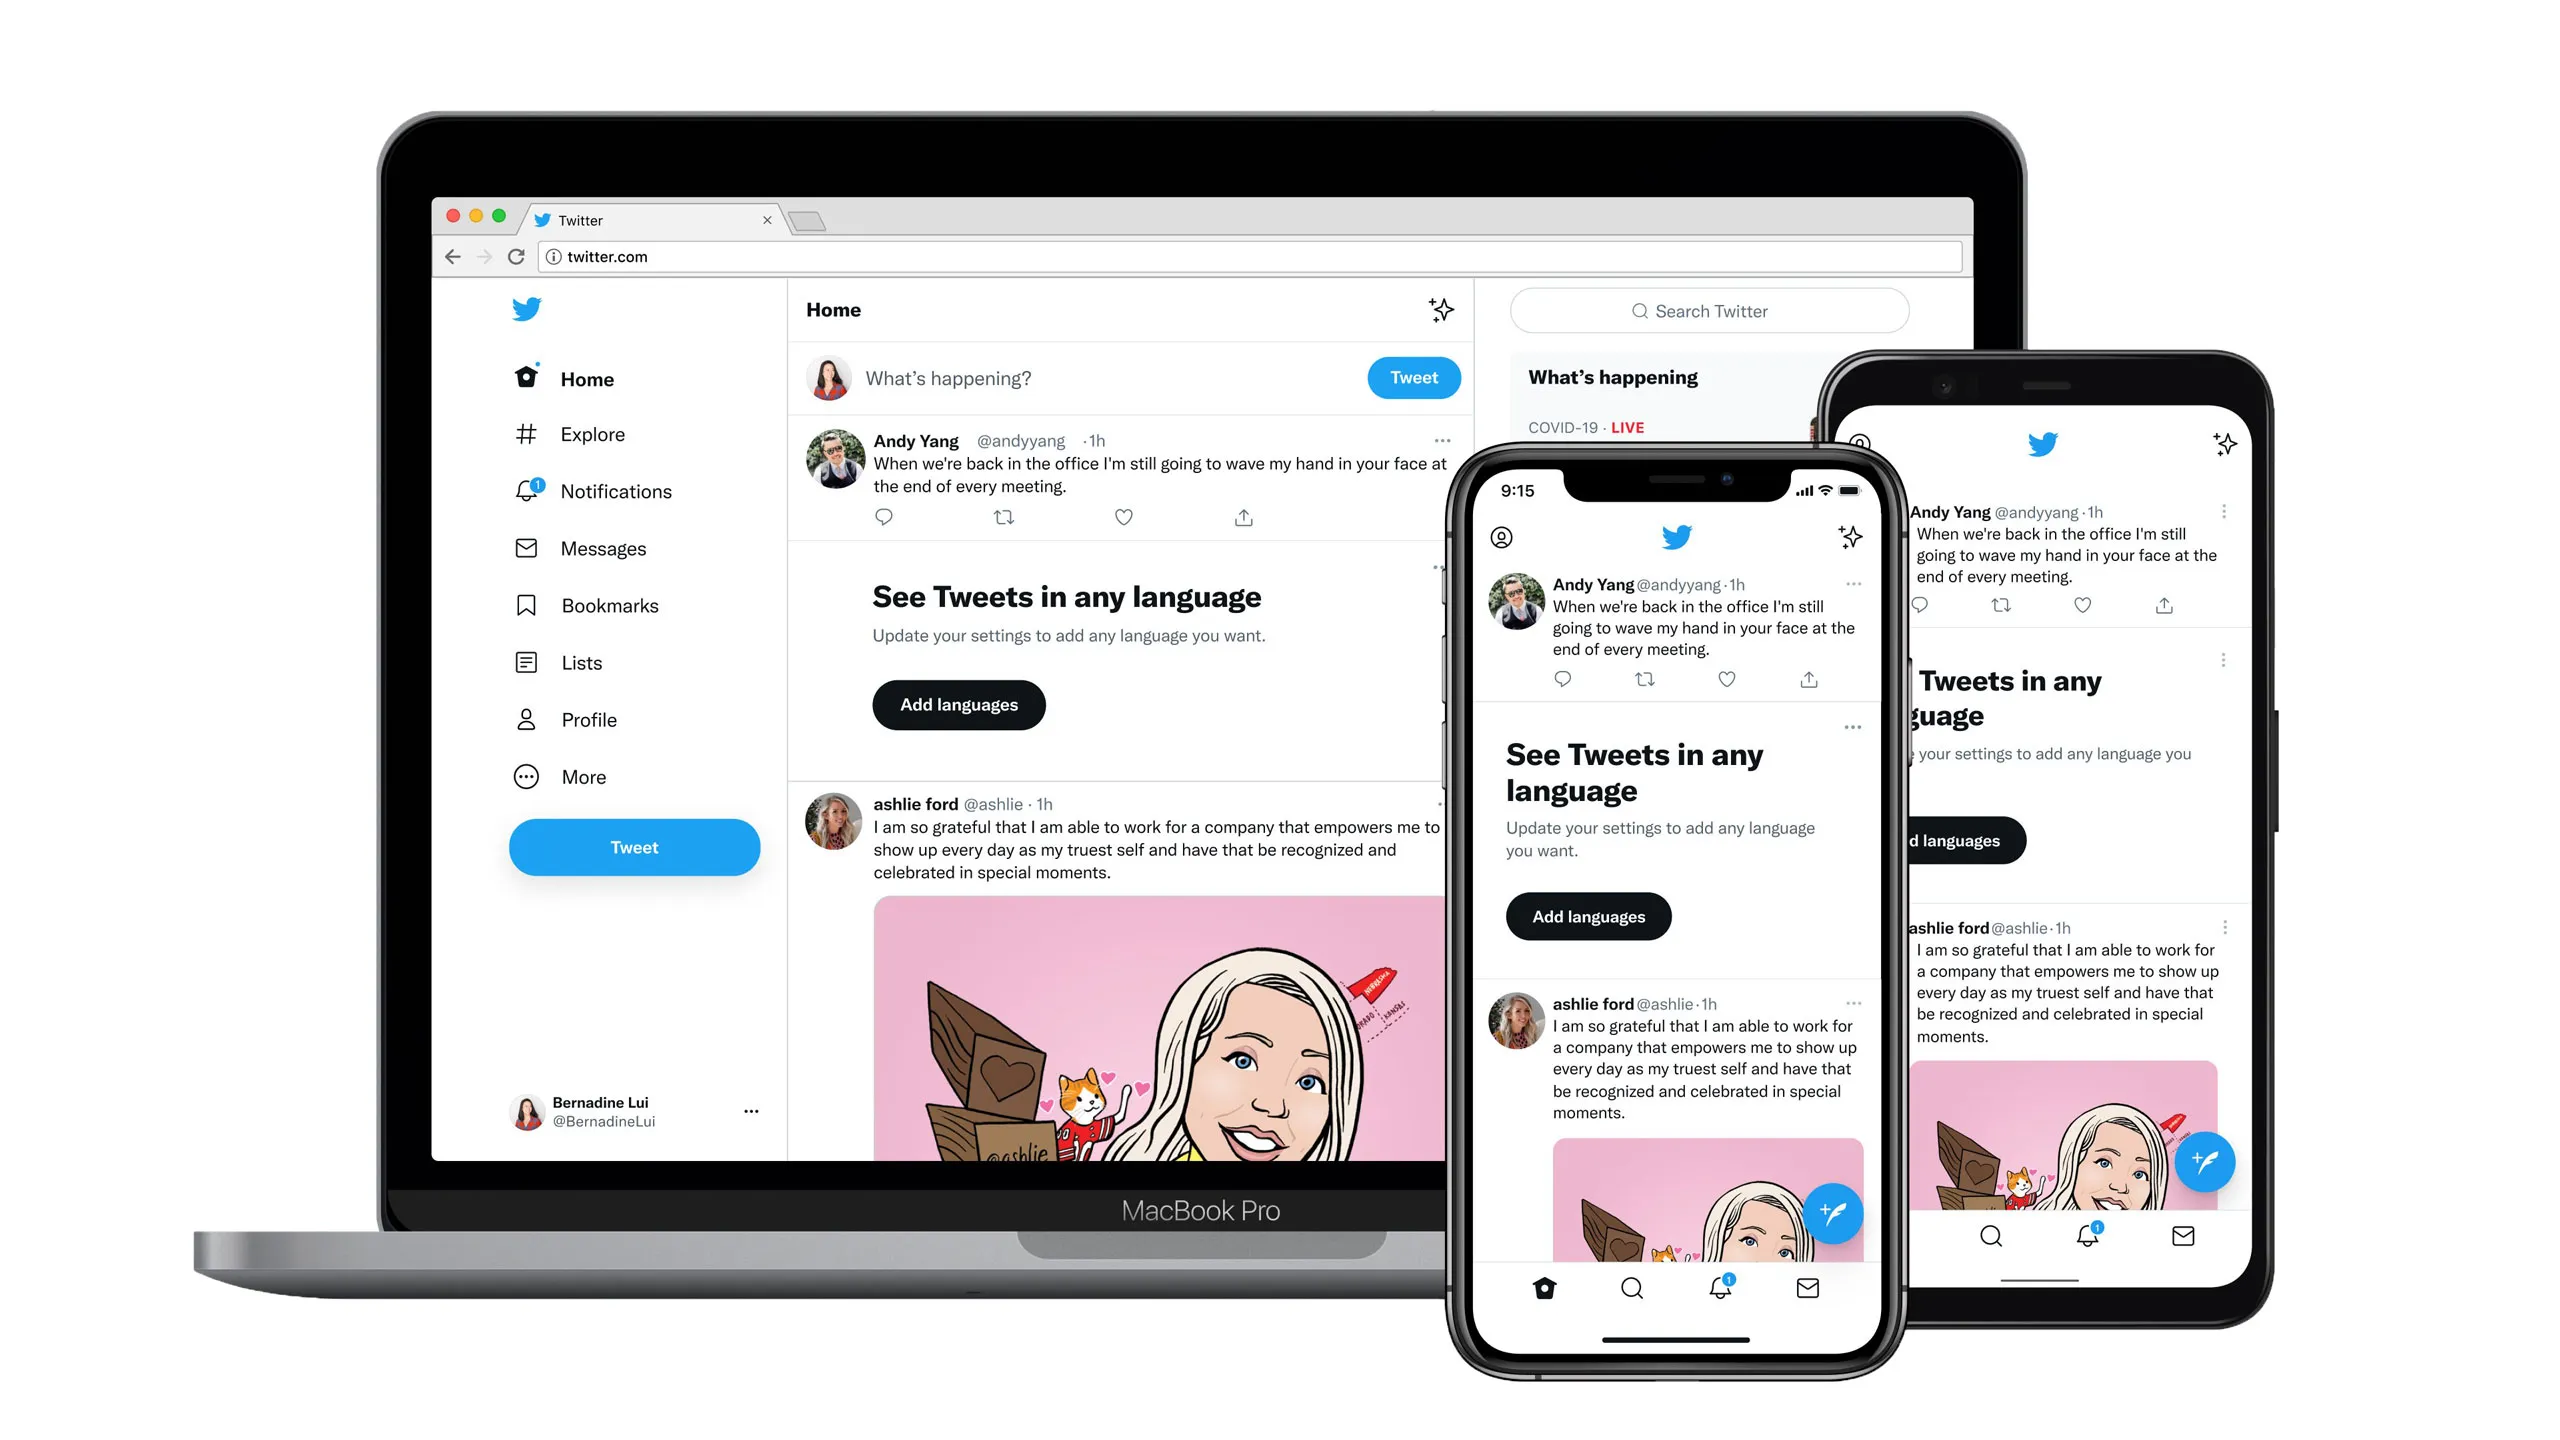 Twitter
twitter.com
Home
Explore
1
Notifications
Messages
Bookmarks
Lists
Profile
More
Tweet
Bernadine Lui
@BernadineLui
Home
What's happening?
Tweet
Andy Yang @andyyang ·1h
When we're back in the office I'm still going to wave my hand in your face at
the end of every meeting.
See Tweets in any language
Update your settings to add any language you want.
Add languages
ashlie ford @ashlie · 1h
I am so grateful that I am able to work for a company that empowers me to
show up every day as my truest self and have that be recognized and
celebrated in special moments.
NEBRASKA
KANSAS
@ashlie
Search Twitter
What's happening
COVID-19 · LIVE
MacBook Pro
9:15
Andy Yang @andyyang·1h
When we're back in the office I'm still
going to wave my hand in your face at the
end of every meeting.
See Tweets in any
language
Update your settings to add any language
you want.
Add languages
ashlie ford @ashlie·1h
I am so grateful that I am able to work for
a company that empowers me to show up
every day as my truest self and have that
be recognized and celebrated in special
moments.
1
Andy Yang @andyyang·1h
When we're back in the office I'm still
going to wave my hand in your face at the
end of every meeting.
Tweets in any
guage
your settings to add any language you
d languages
ashlie ford @ashlie·1h
I am so grateful that I am able to work for
a company that empowers me to show up
every day as my truest self and have that
be recognized and celebrated in special
moments.
1